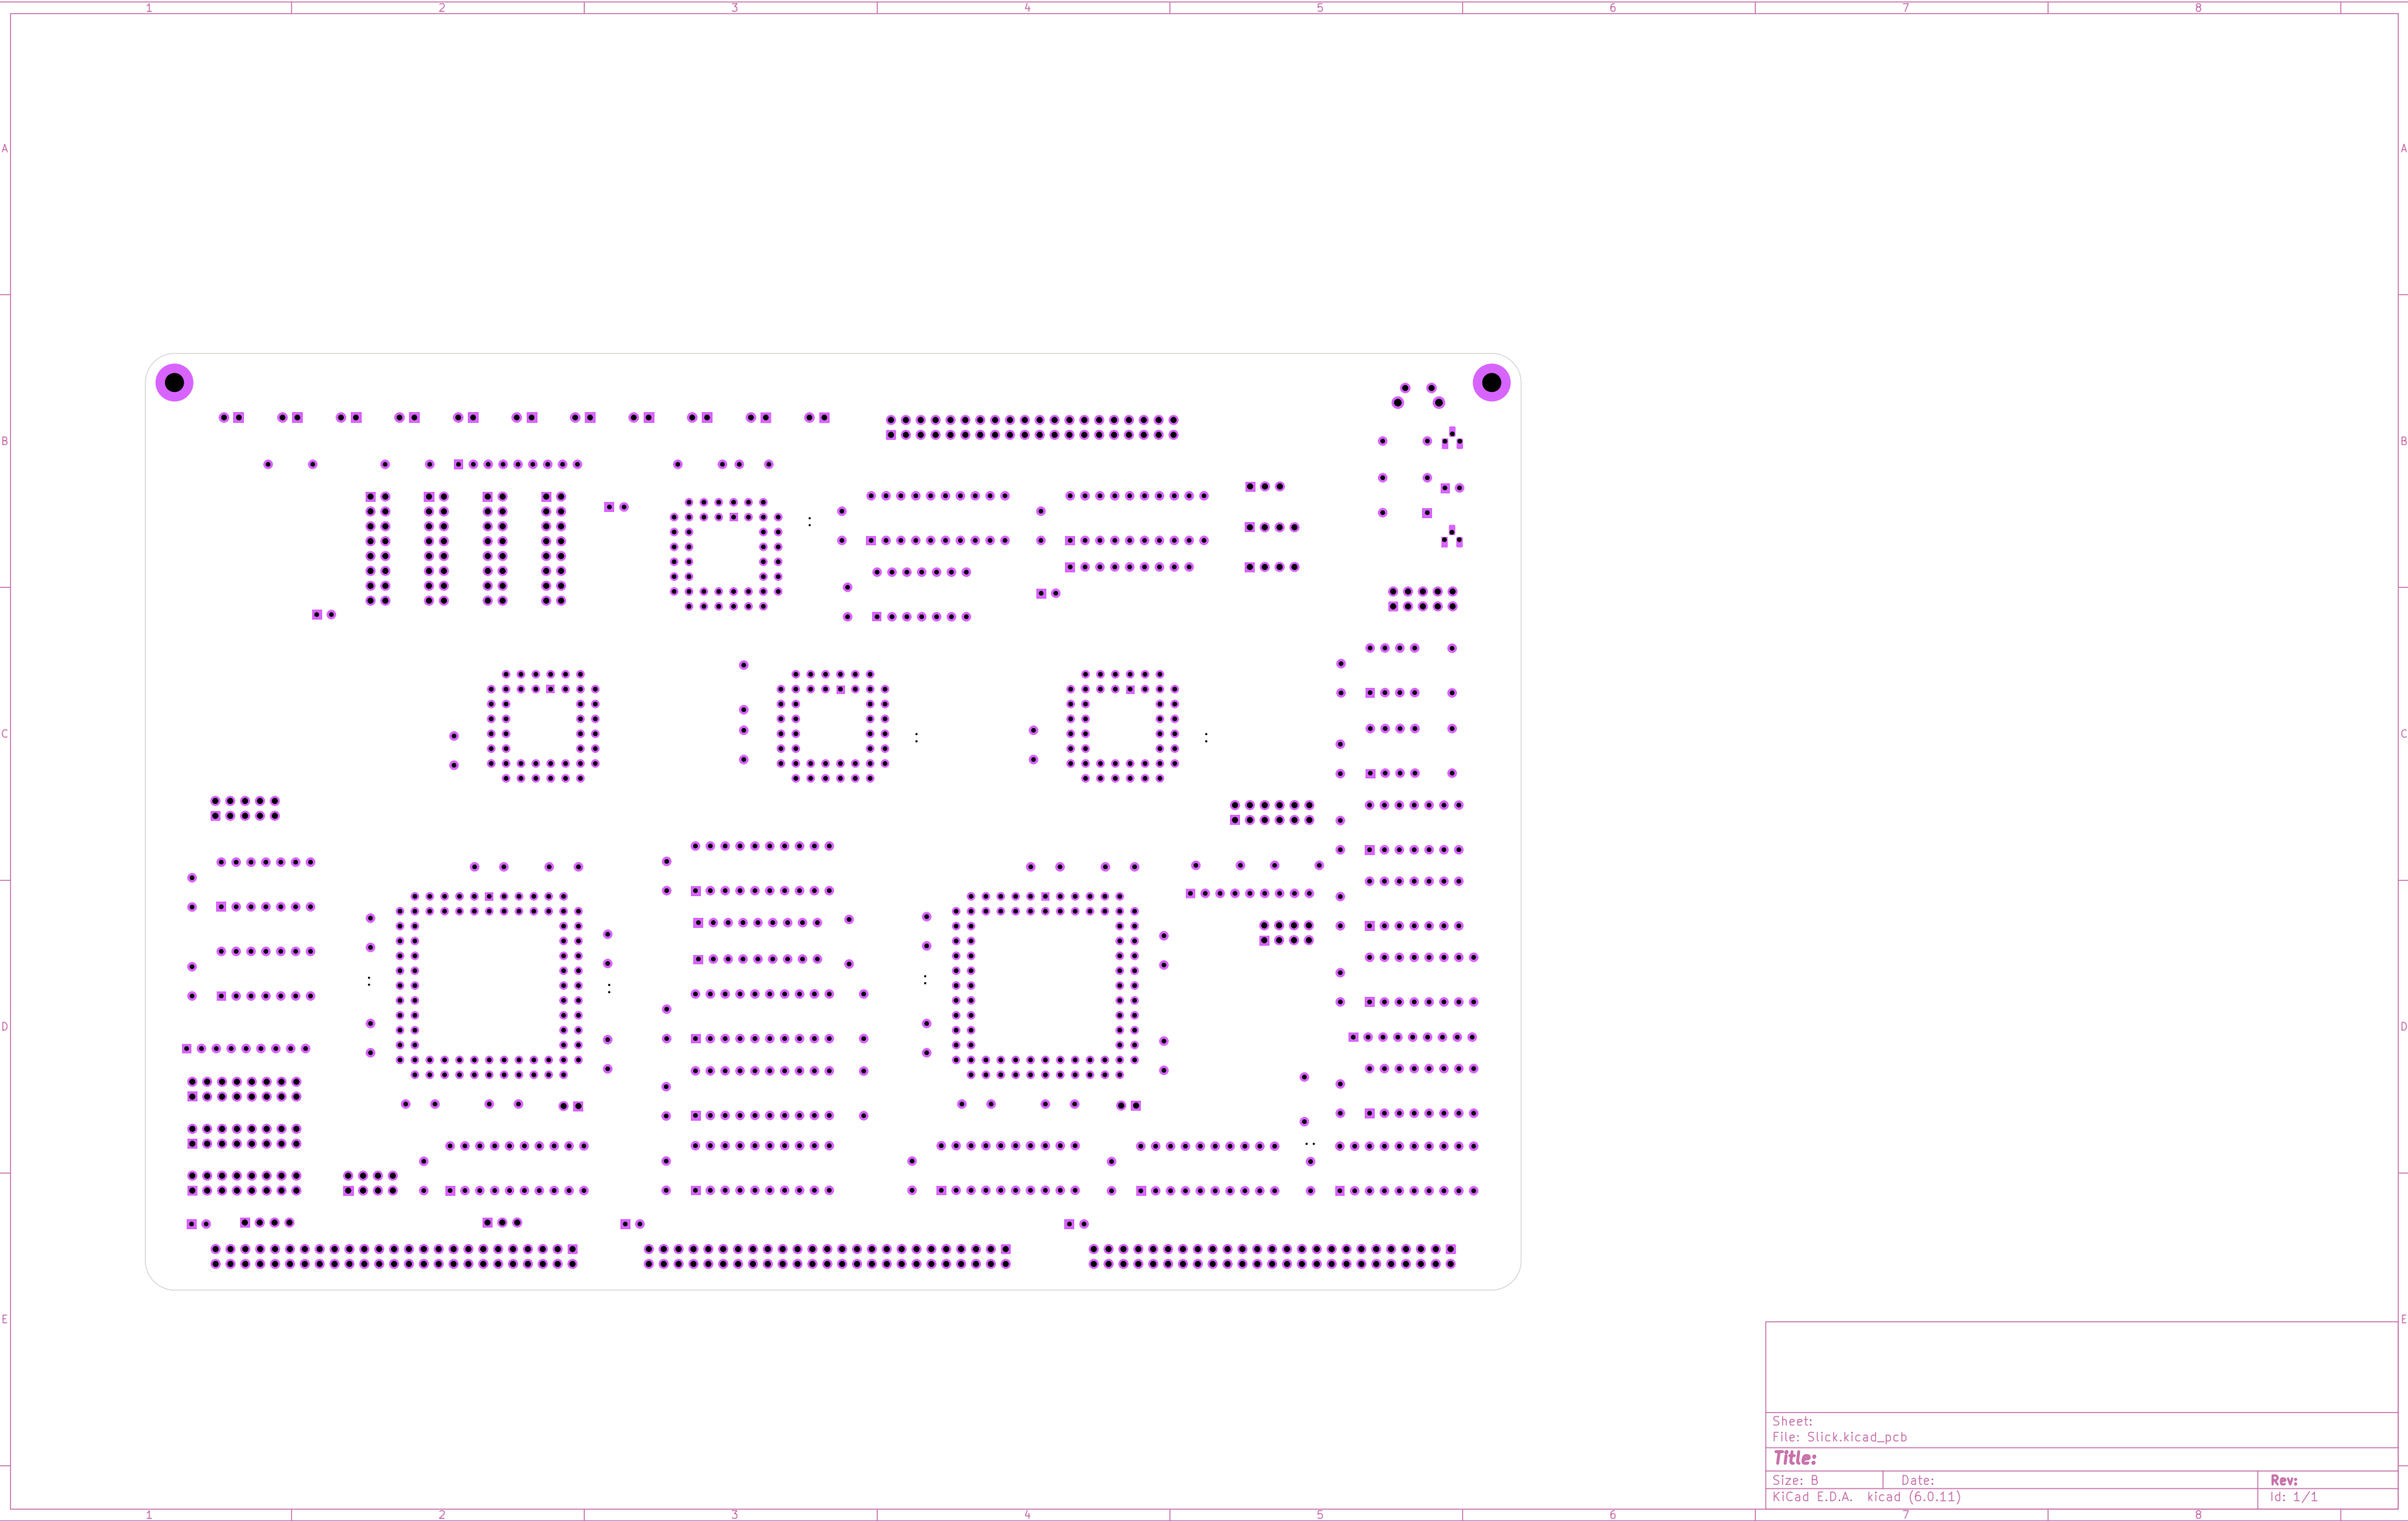 1 2 3 4 5 6 7 8
A A
B B
C C
D D
E E
Sheet:
File: Slick.kicad_pcb
Title:
Size: B Date: Rev:
KiCad E.D.A. kicad (6.0.11) Id: 1/1
1 2 3 4 5 6 7 8